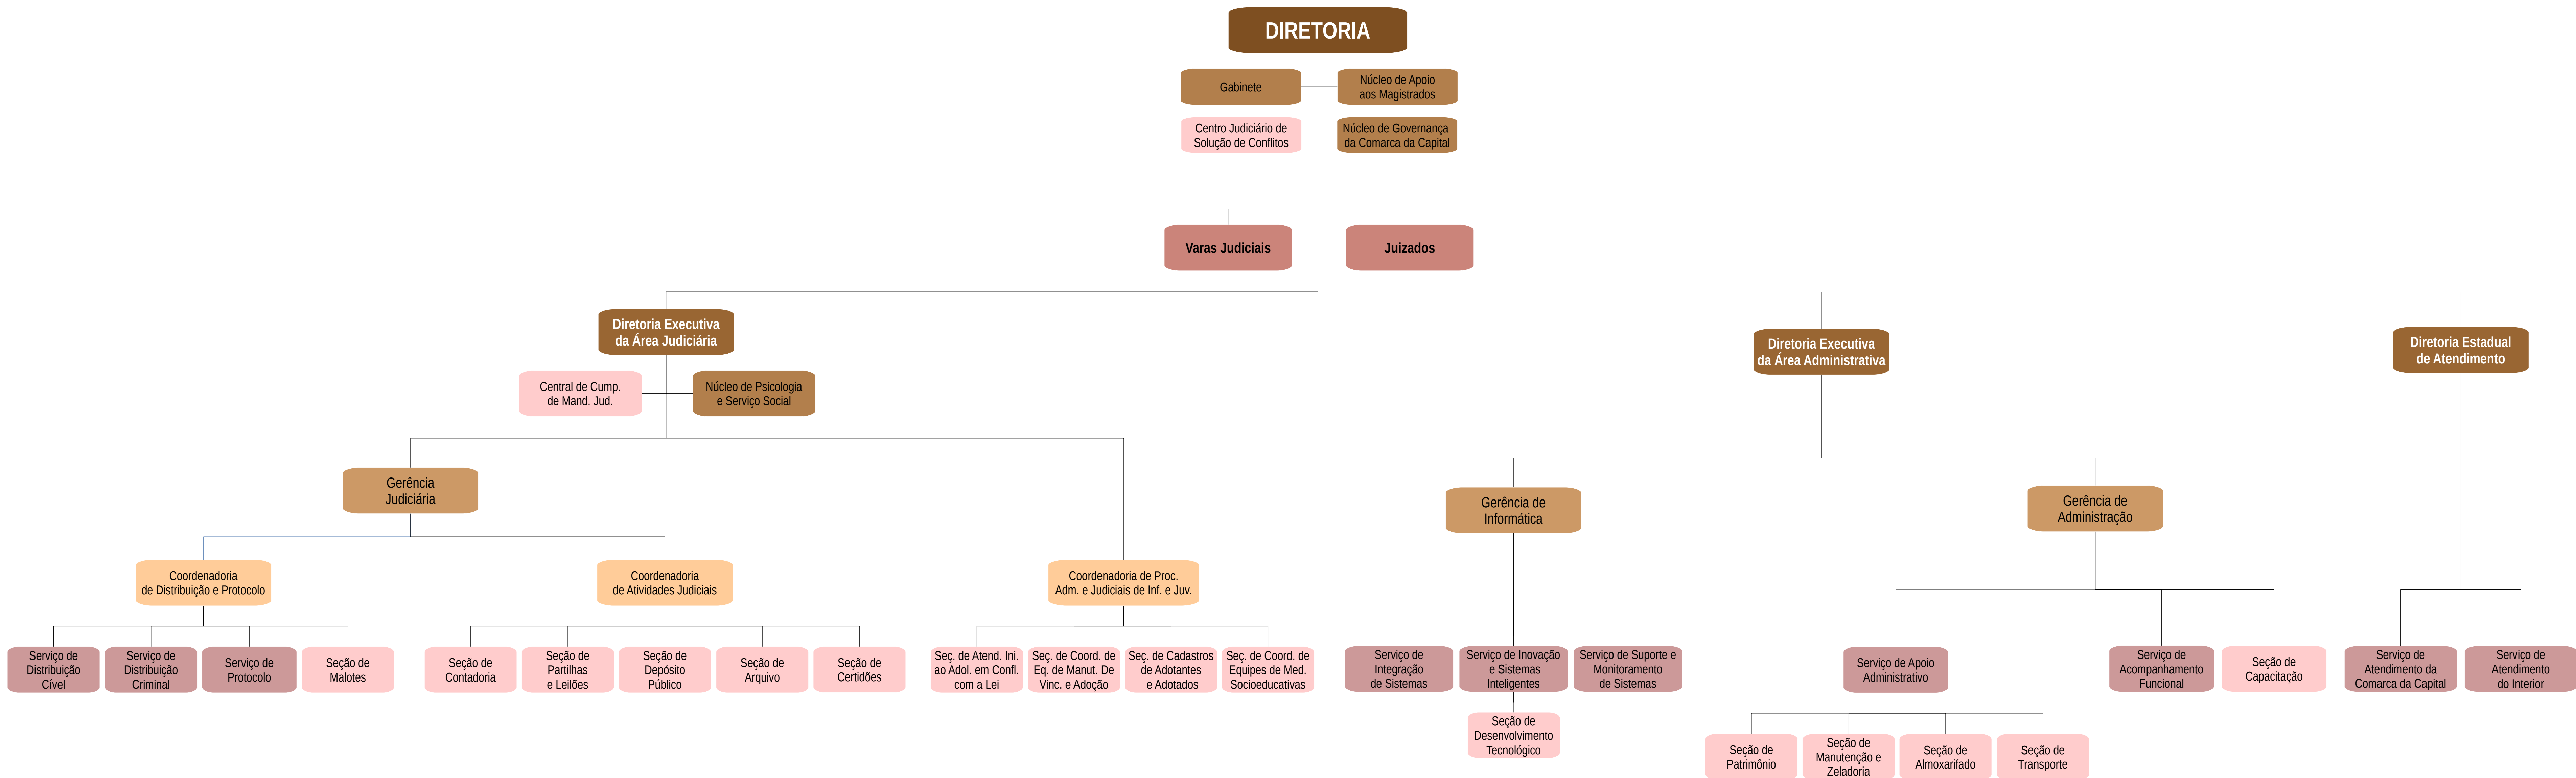 DIRETORIA
Gabinete
Núcleo de Apoio
aos Magistrados
Centro Judiciário de
Solução de Conflitos
Núcleo de Governança
da Comarca da Capital
Varas Judiciais
Juizados
Diretoria Executiva
da Área Judiciária
Diretoria Executiva
da Área Administrativa
Diretoria Estadual
de Atendimento
Central de Cump.
de Mand. Jud.
Núcleo de Psicologia
e Serviço Social
Gerência
Judiciária
Gerência de
Informática
Gerência de
Administração
Coordenadoria
de Distribuição e Protocolo
Coordenadoria
de Atividades Judiciais
Coordenadoria de Proc.
Adm. e Judiciais de Inf. e Juv.
Serviço de
Distribuição
Cível
Serviço de
Distribuição
Criminal
Serviço de
Protocolo
Seção de
Malotes
Seção de
Contadoria
Seção de
Partilhas
e Leilões
Seção de
Depósito
Público
Seção de
Arquivo
Seção de
Certidões
Seç. de Atend. Ini.
ao Adol. em Confl.
com a Lei
Seç. de Coord. de
Eq. de Manut. De
Vinc. e Adoção
Seç. de Cadastros
de Adotantes
e Adotados
Seç. de Coord. de
Equipes de Med.
Socioeducativas
Serviço de
Integração
de Sistemas
Serviço de Inovação
e Sistemas
Inteligentes
Serviço de Suporte e
Monitoramento
de Sistemas
Serviço de Apoio
Administrativo
Serviço de
Acompanhamento
Funcional
Seção de
Capacitação
Serviço de
Atendimento da
Comarca da Capital
Serviço de
Atendimento
do Interior
Seção de
Desenvolvimento
Tecnológico
Seção de
Patrimônio
Seção de
Manutenção e
Zeladoria
Seção de
Almoxarifado
Seção de
Transporte